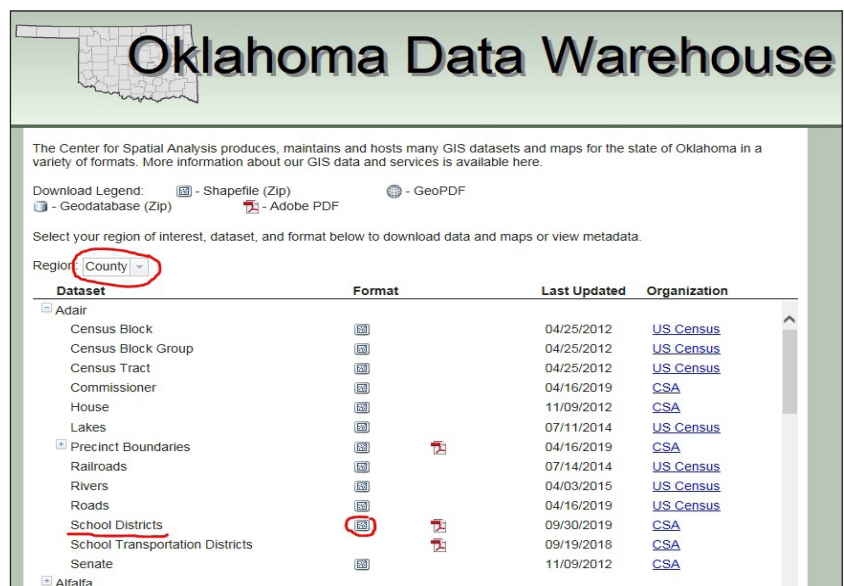 Oklahoma Data Warehouse
The Center for Spatial Analysis produces, maintains and hosts many GIS datasets and maps for the state of Oklahoma in a
variety of formats. More information about our GIS data and services is available here.
Download Legend: - Shapefile (Zip) - GeoPDF
- Geodatabase (Zip) - Adobe PDF
Select your region of interest, dataset, and format below to download data and maps or view metadata.
Region: County
Dataset Format Last Updated Organization
Adair
Census Block 04/25/2012 US Census
Census Block Group 04/25/2012 US Census
Census Tract 04/25/2012 US Census
Commissioner 04/16/2019 CSA
House 11/09/2012 CSA
Lakes 07/11/2014 US Census
Precinct Boundaries 04/16/2019 CSA
Railroads 07/14/2014 US Census
Rivers 04/03/2015 US Census
Roads 04/16/2019 US Census
School Districts 09/30/2019 CSA
School Transportation Districts 09/19/2018 CSA
Senate 11/09/2012 CSA
Alfalfa